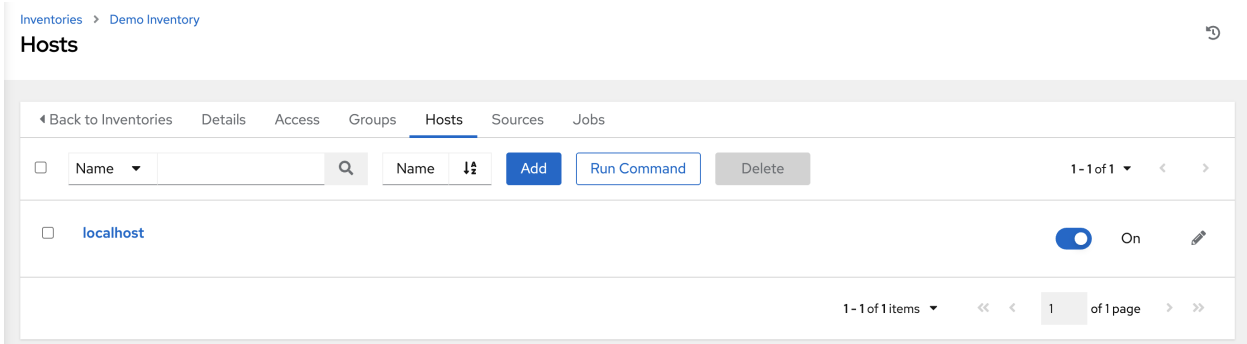 Inventories > Demo Inventory
Hosts
Back to Inventories Details Access Groups Hosts Sources Jobs
Name Name Add Run Command Delete 1 - 1 of 1
localhost On
1 - 1 of 1 items 1 of 1 page